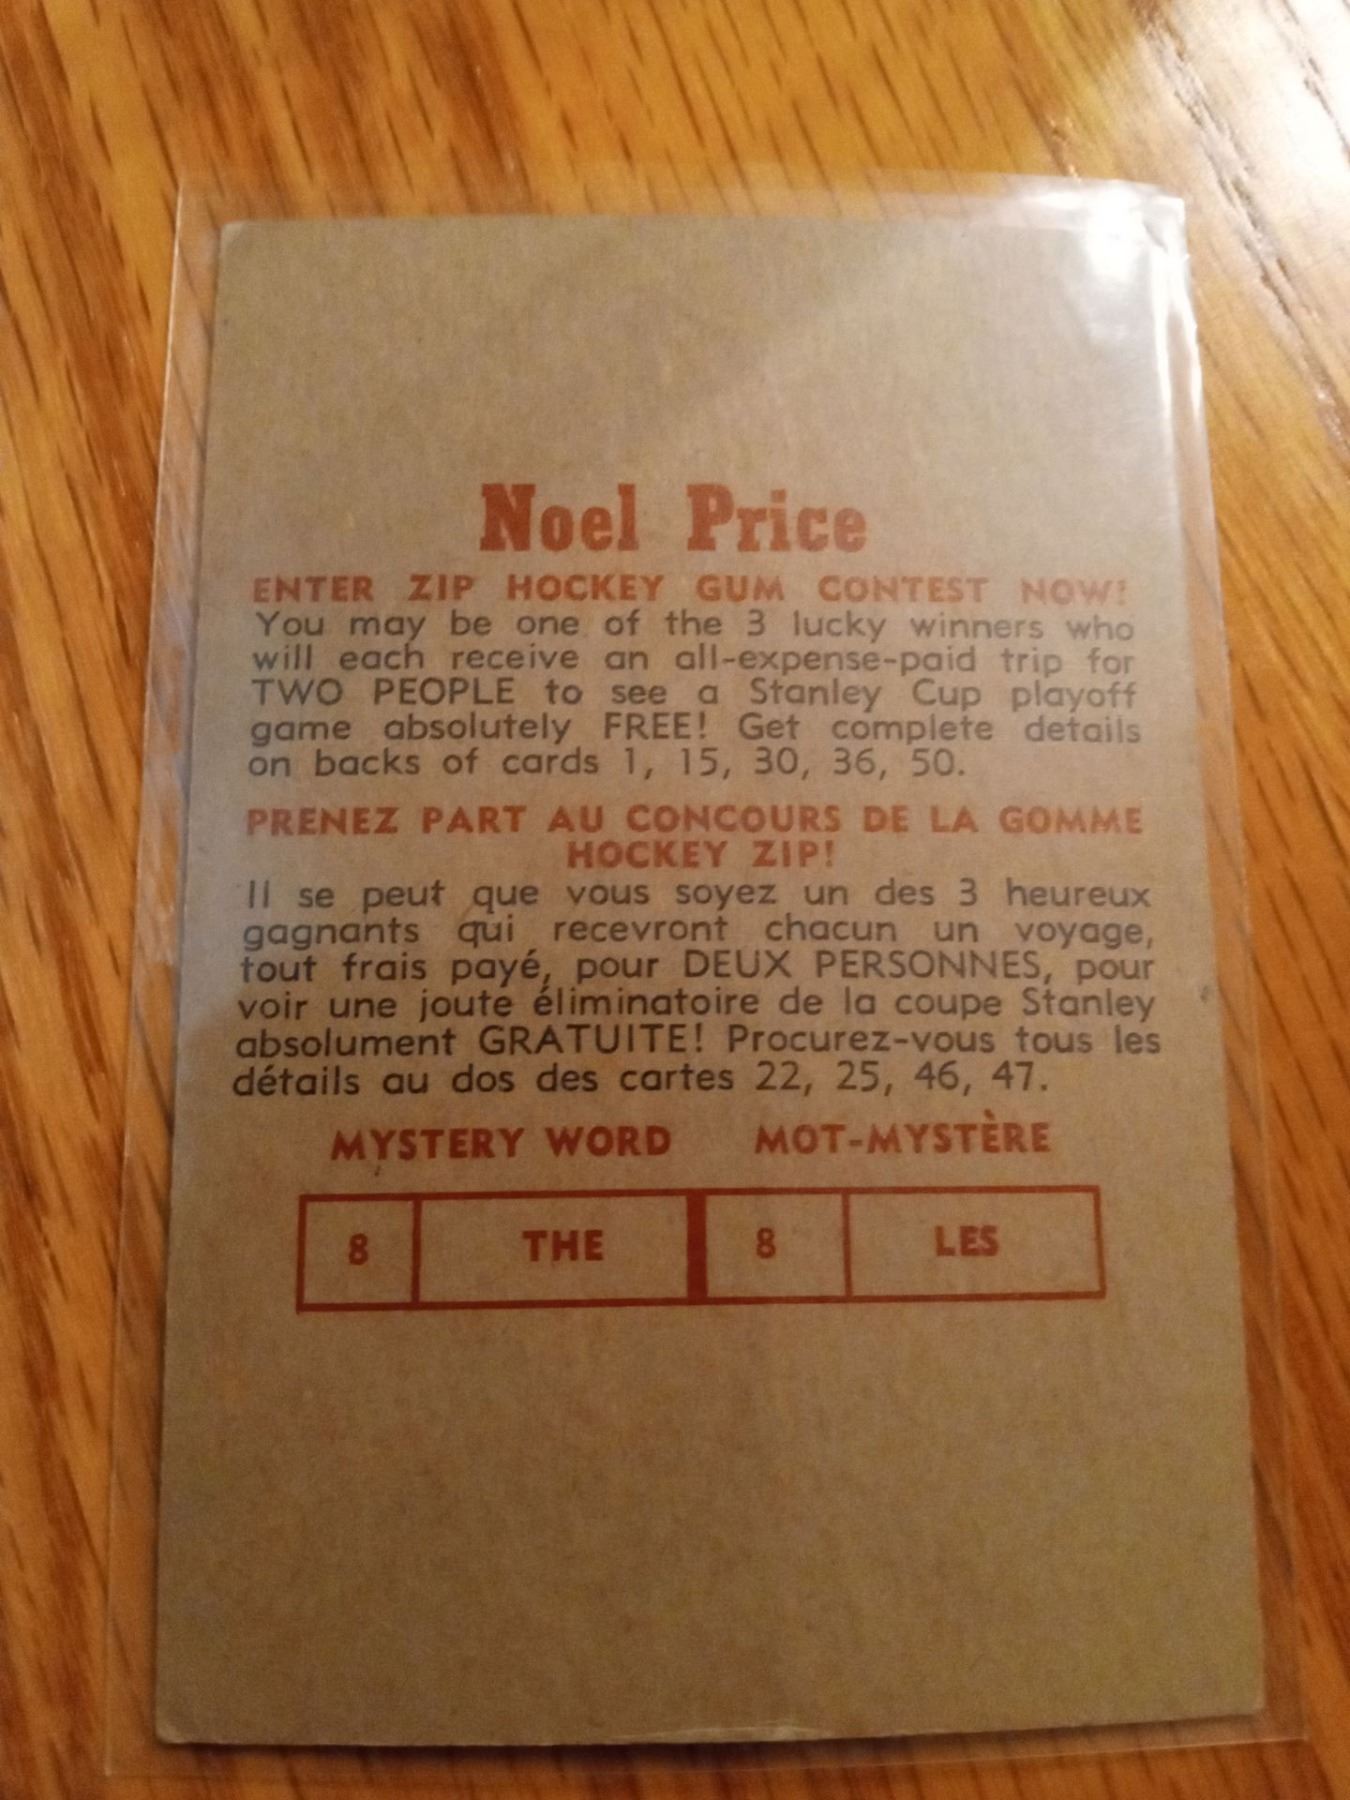 Noel Price
ENTER ZIP HOCKEY GUM CONTEST NOW!
You may be one of the 3 lucky winners who
will each receive an all-expense-paid trip for
TWO PEOPLE to see a Stanley Cup playoff
game absolutely FREE! Get complete details
on backs of cards 1, 15, 30, 36, 50.
PRENEZ PART AU CONCOURS DE LA GOMME
HOCKEY ZIP!
Il se peut que vous soyez un des 3 heureux
gagnants qui recevront chacun un voyage,
tout frais payé, pour DEUX PERSONNES, pour
voir une joute éliminatoire de la coupe Stanley
absolument GRATUITE! Procurez-vous tous les
détails au dos des cartes 22, 25, 46, 47.
MYSTERY WORD MOT-MYSTÈRE
8 THE 8 LES